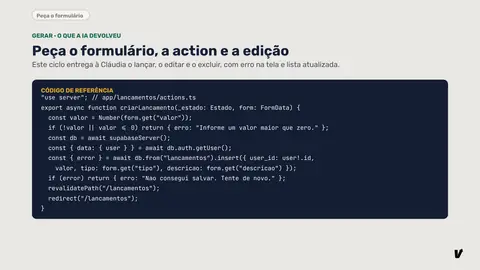 Peça o formulário
GERAR · O QUE A IA DEVOLVEU
Peça o formulário, a action e a edição
Este ciclo entrega à Cláudia o lançar, o editar e o excluir, com erro na tela e lista atualizada.
CÓDIGO DE REFERÊNCIA
"use server"; // app/lancamentos/actions.ts
export async function criarLancamento(_estado: Estado, form: FormData) {
  const valor = Number(form.get("valor"));
  if (!valor || valor <= 0) return { erro: "Informe um valor maior que zero." };
  const db = await supabaseServer();
  const { data: { user } } = await db.auth.getUser();
  const { error } = await db.from("lancamentos").insert({ user_id: user!.id,
    valor, tipo: form.get("tipo"), descricao: form.get("descricao") });
  if (error) return { erro: "Nao consegui salvar. Tente de novo." };
  revalidatePath("/lancamentos");
  redirect("/lancamentos");
}